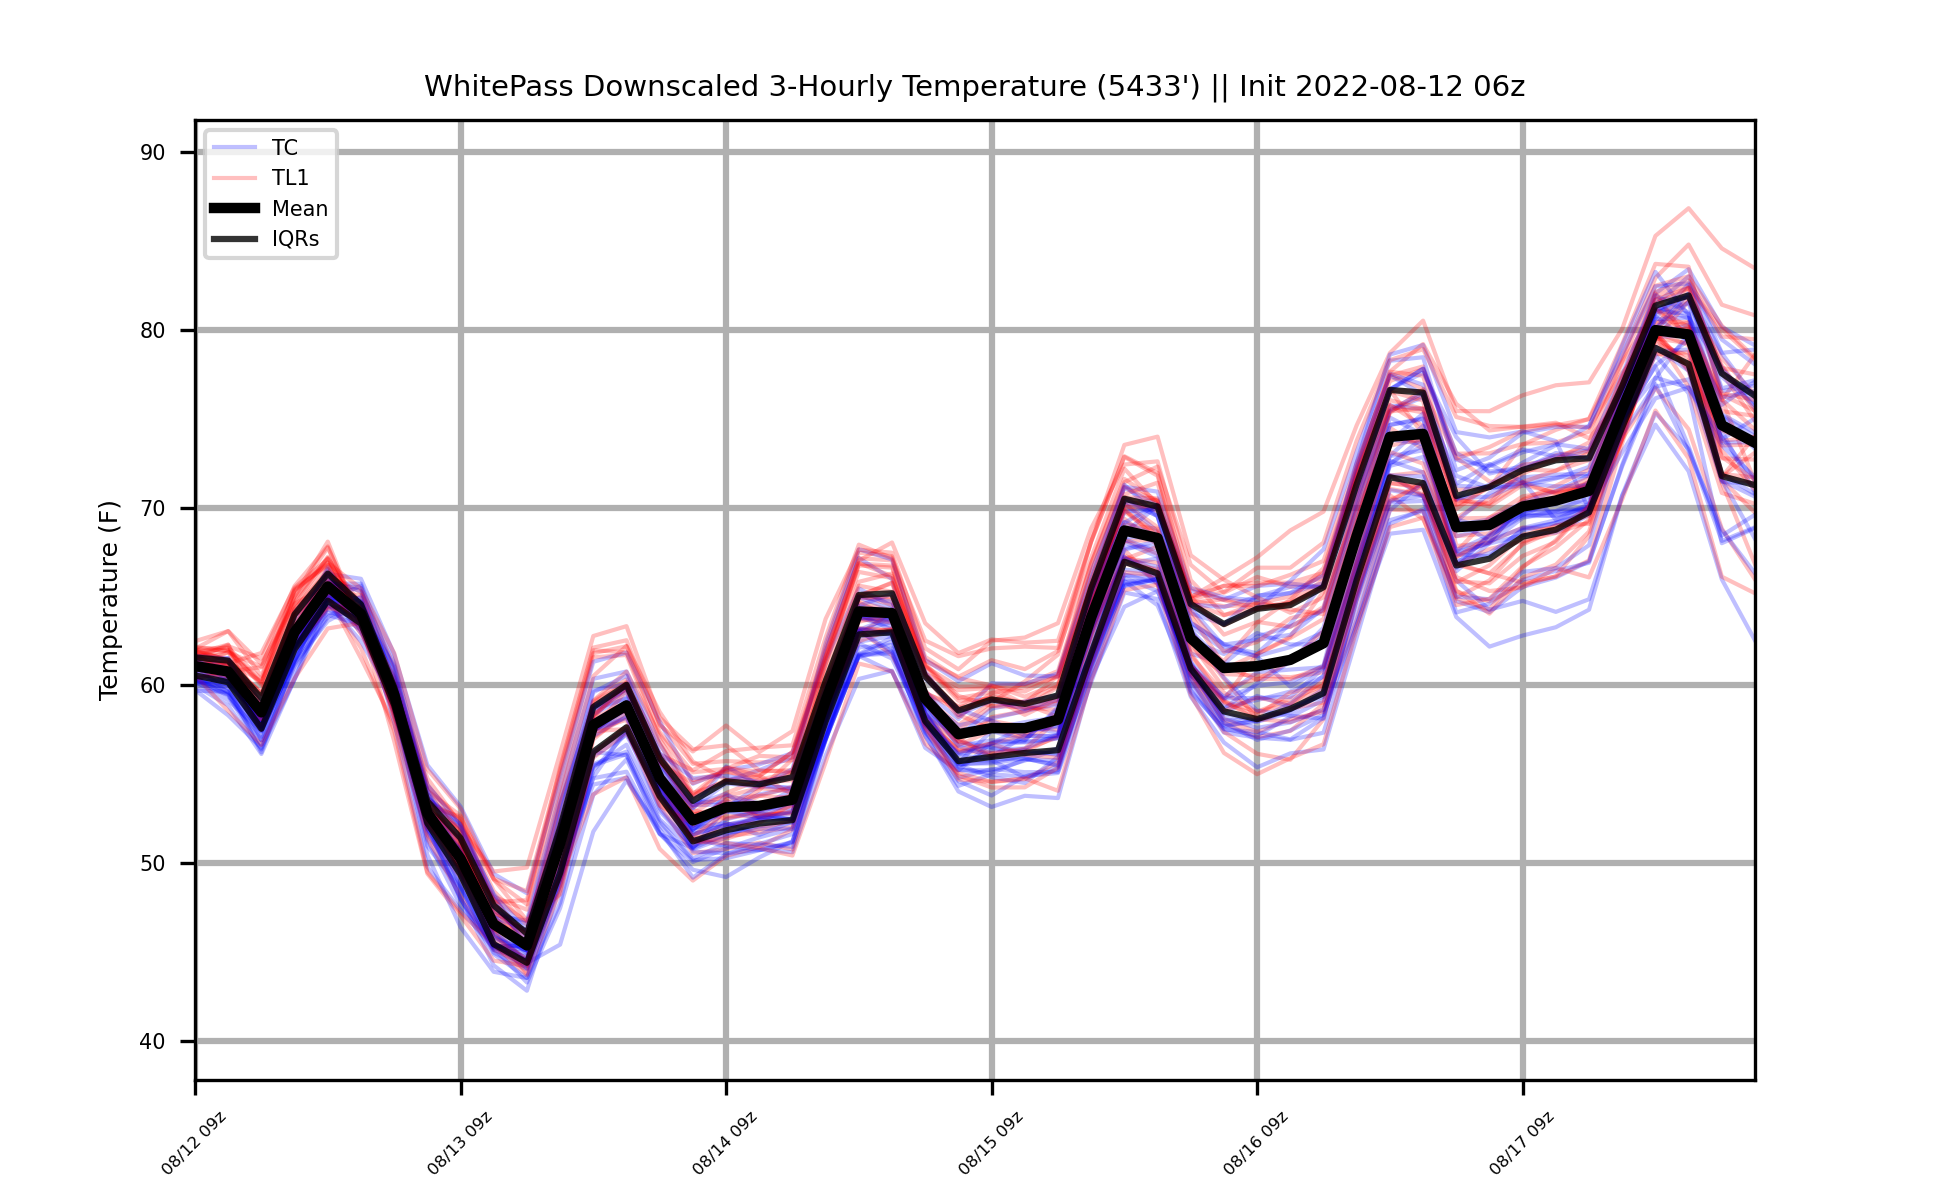 WhitePass Downscaled 3-Hourly Temperature (5433') || Init 2022-08-12 06z
TC
TL1
Mean
IQRs
90
80
70
60
50
40
Temperature (F)
08/12 09z
08/13 09z
08/14 09z
08/15 09z
08/16 09z
08/17 09z